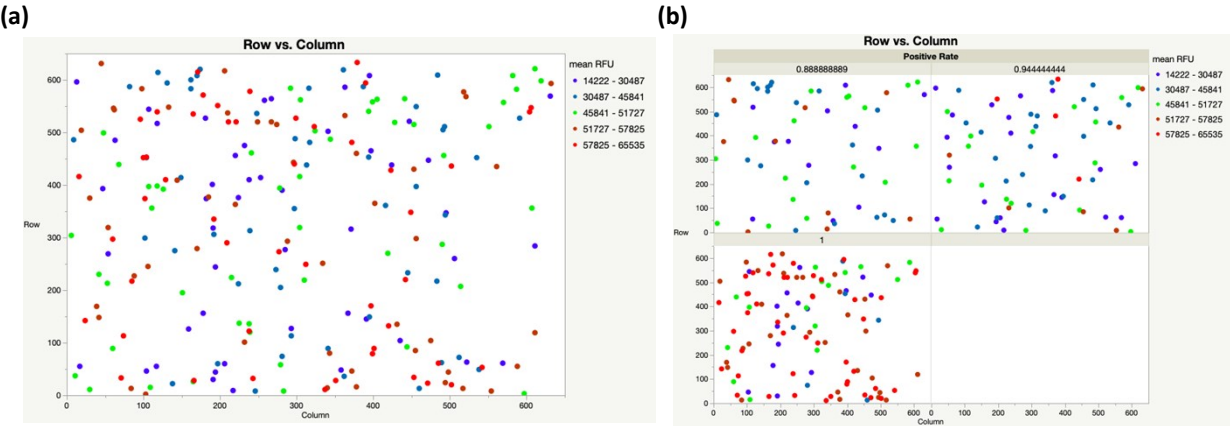 (a)
Row vs. Column
mean RFU
14222 - 30487
30487 - 45841
45841 - 51727
51727 - 57825
57825 - 65535
600
500
400
300
200
100
0
Row
0 100 200 300 400 500 600
Column
(b)
Row vs. Column
Positive Rate
0.888888889 0.944444444
mean RFU
14222 - 30487
30487 - 45841
45841 - 51727
51727 - 57825
57825 - 65535
600
500
400
300
200
100
0
Row
1
600
500
400
300
200
100
0
0 100 200 300 400 500 600 0 100 200 300 400 500 600
Column